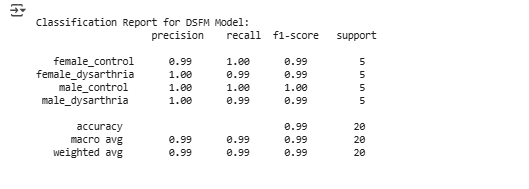 Classification Report for DSFM Model:
precision recall f1-score support
female_control 0.99 1.00 0.99 5
female_dysarthria 1.00 0.99 0.99 5
male_control 1.00 1.00 1.00 5
male_dysarthria 1.00 0.99 0.99 5
accuracy 0.99 20
macro avg 0.99 0.99 0.99 20
weighted avg 0.99 0.99 0.99 20